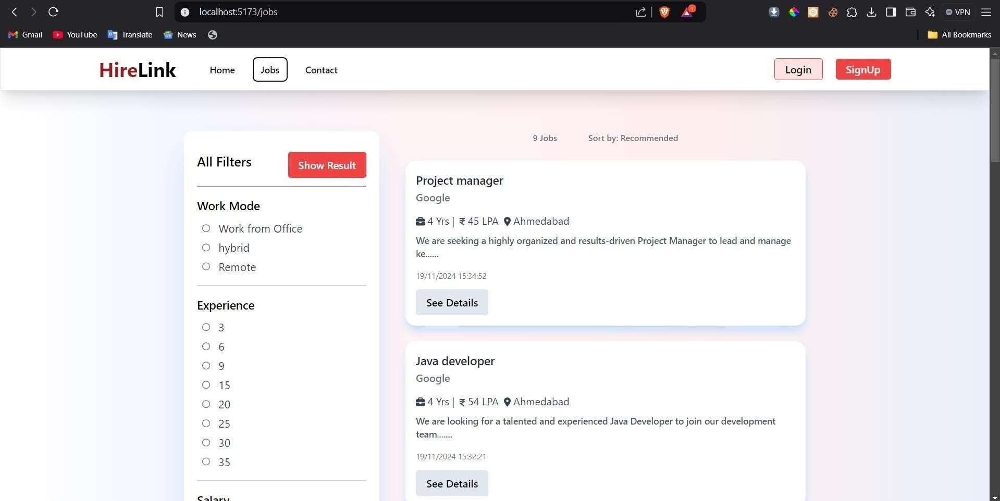 localhost:5173/jobs
1
VPN
Gmail YouTube Translate News All Bookmarks
HireLink Home Jobs Contact Login SignUp
All Filters Show Result
Work Mode
Work from Office
hybrid
Remote
Experience
3
6
9
15
20
25
30
35
Salary
9 Jobs Sort by: Recommended
Project manager
Google
4 Yrs | ₹ 45 LPA Ahmedabad
We are seeking a highly organized and results-driven Project Manager to lead and manage
ke......
19/11/2024 15:34:52
See Details
Java developer
Google
4 Yrs | ₹ 54 LPA Ahmedabad
We are looking for a talented and experienced Java Developer to join our development
team.......
19/11/2024 15:32:21
See Details